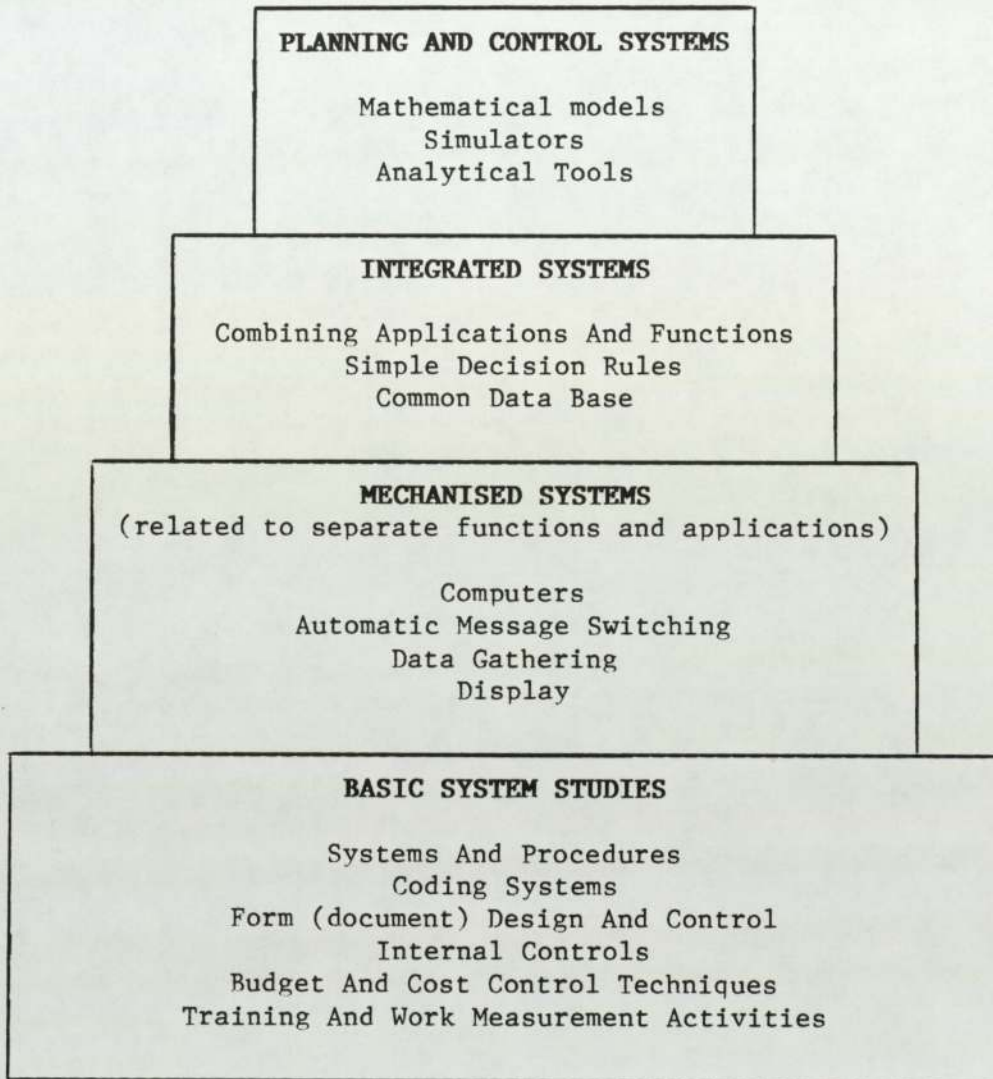 PLANNING AND CONTROL SYSTEMS
Mathematical models
Simulators
Analytical Tools
INTEGRATED SYSTEMS
Combining Applications And Functions
Simple Decision Rules
Common Data Base
MECHANISED SYSTEMS
(related to separate functions and applications)
Computers
Automatic Message Switching
Data Gathering
Display
BASIC SYSTEM STUDIES
Systems And Procedures
Coding Systems
Form (document) Design And Control
Internal Controls
Budget And Cost Control Techniques
Training And Work Measurement Activities